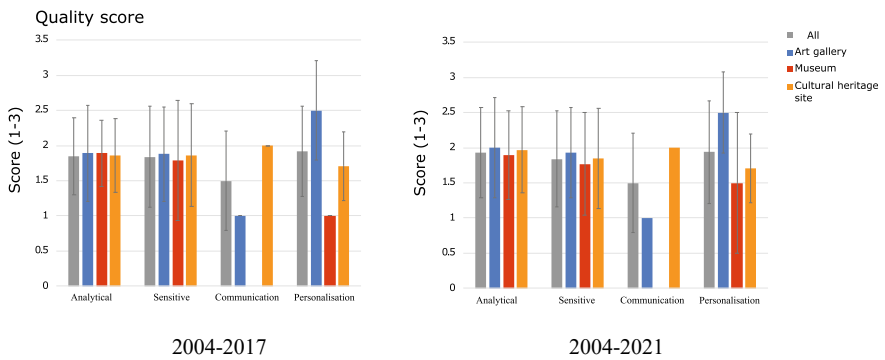 Quality score
Score (1-3)
3.5
3
2.5
2
1.5
1
0.5
0
Analytical
Sensitive
Communication
Personalisation
2004-2017
Score (1-3)
3.5
3
2.5
2
1.5
1
0.5
0
Analytical
Sensitive
Communication
Personalisation
2004-2021
All
Art gallery
Museum
Cultural heritage
site